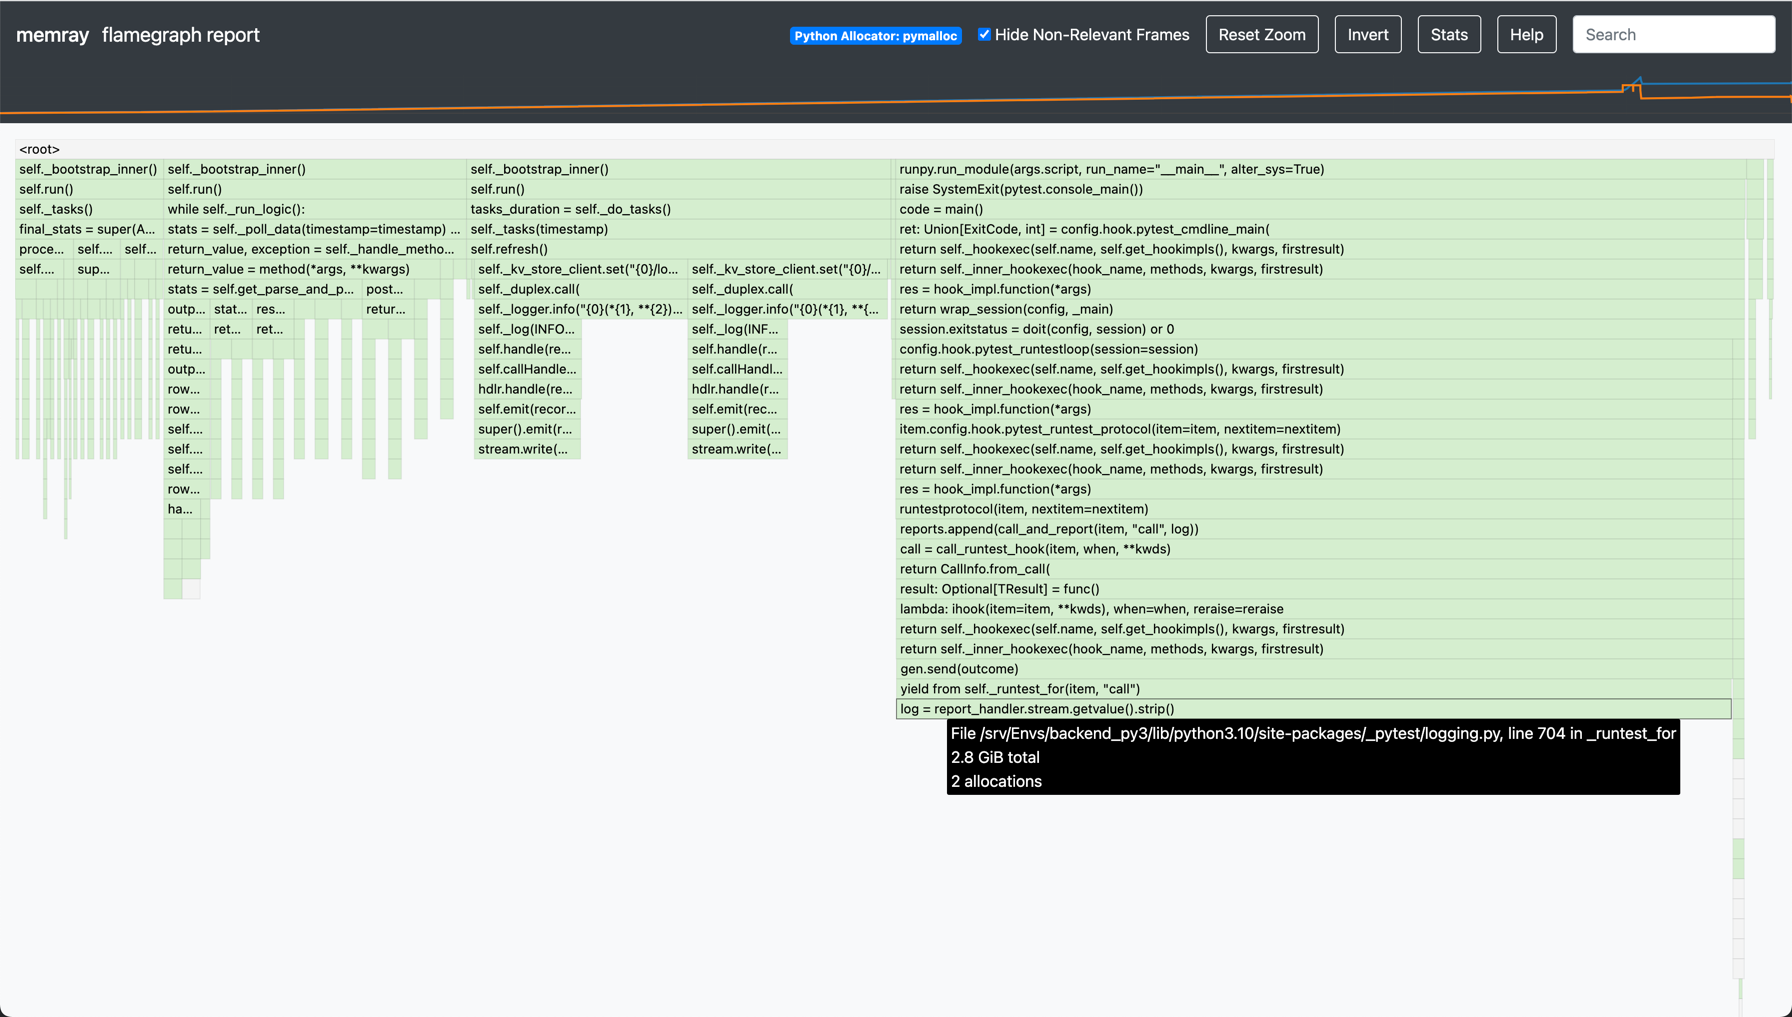 memray flamegraph report
Python Allocator: pymalloc
Hide Non-Relevant Frames
Reset Zoom
Invert
Stats
Help
Search
<root>
self._bootstrap_inner() self._bootstrap_inner() self._bootstrap_inner() runpy.run_module(args.script, run_name="__main__", alter_sys=True)
self.run() self.run() self.run() raise SystemExit(pytest.console_main())
self._tasks() while self._run_logic(): tasks_duration = self._do_tasks() code = main()
final_stats = super(A... stats = self._poll_data(timestamp=timestamp) ... self._tasks(timestamp) ret: Union[ExitCode, int] = config.hook.pytest_cmdline_main(
proce... self.... self... return_value, exception = self._handle_metho... self.refresh() return self._hookexec(self.name, self.get_hookimpls(), kwargs, firstresult)
self.... sup... return_value = method(*args, **kwargs) self._kv_store_client.set("{0}/lo... self._kv_store_client.set("{0}/... return self._inner_hookexec(hook_name, methods, kwargs, firstresult)
stats = self.get_parse_and_p... post... self._duplex.call( self._duplex.call( res = hook_impl.function(*args)
outp... stat... res... retur... self._logger.info("{0}(*{1}, **{2})... self._logger.info("{0}(*{1}, **{... return wrap_session(config, _main)
retu... ret... ret... self._log(INFO... self._log(INF... session.exitstatus = doit(config, session) or 0
retu... self.handle(re... self.handle(r... config.hook.pytest_runtestloop(session=session)
outp... self.callHandle... self.callHandl... return self._hookexec(self.name, self.get_hookimpls(), kwargs, firstresult)
row... hdlr.handle(re... hdlr.handle(r... return self._inner_hookexec(hook_name, methods, kwargs, firstresult)
row... self.emit(recor... self.emit(rec... res = hook_impl.function(*args)
self.... super().emit(r... super().emit(... item.config.hook.pytest_runtest_protocol(item=item, nextitem=nextitem)
self.... stream.write(... stream.write(... return self._hookexec(self.name, self.get_hookimpls(), kwargs, firstresult)
self.... return self._inner_hookexec(hook_name, methods, kwargs, firstresult)
row... res = hook_impl.function(*args)
ha... runtestprotocol(item, nextitem=nextitem)
reports.append(call_and_report(item, "call", log))
call = call_runtest_hook(item, when, **kwds)
return CallInfo.from_call(
result: Optional[TResult] = func()
lambda: ihook(item=item, **kwds), when=when, reraise=reraise
return self._hookexec(self.name, self.get_hookimpls(), kwargs, firstresult)
return self._inner_hookexec(hook_name, methods, kwargs, firstresult)
gen.send(outcome)
yield from self._runtest_for(item, "call")
log = report_handler.stream.getvalue().strip()
File /srv/Envs/backend_py3/lib/python3.10/site-packages/_pytest/logging.py, line 704 in _runtest_for
2.8 GiB total
2 allocations